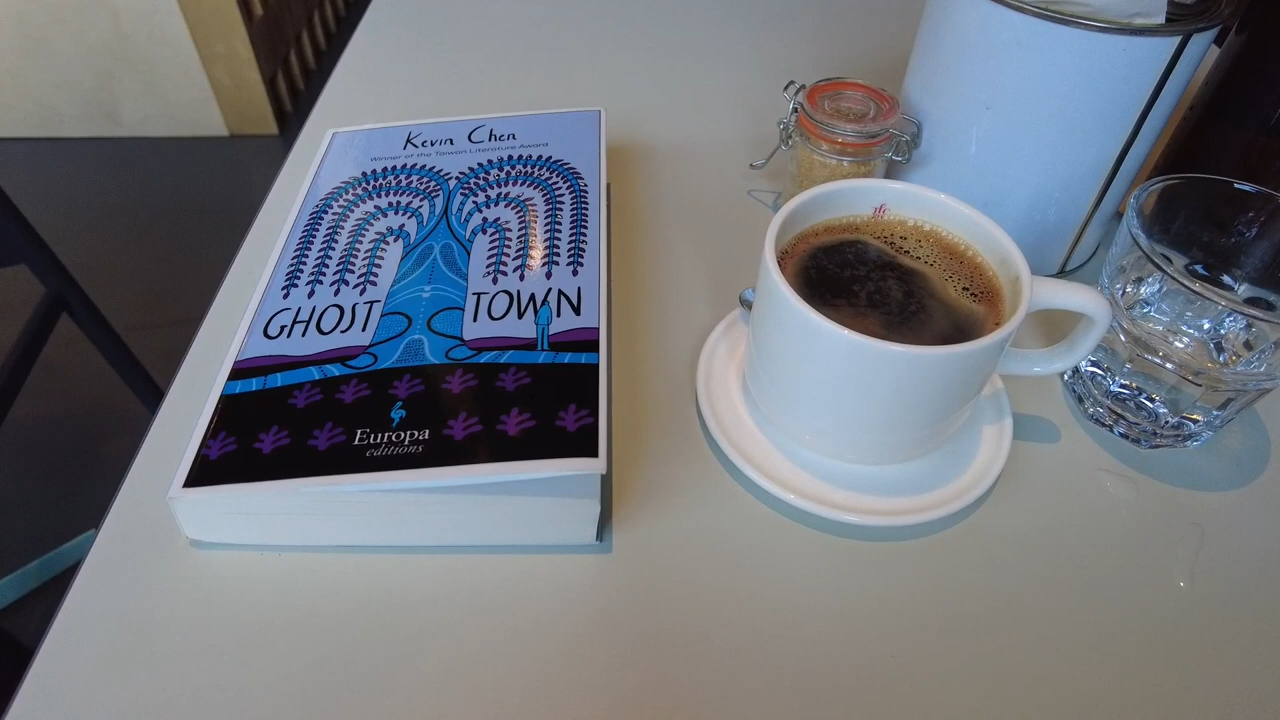 Kevin Chen
Winner of the Taiwan Literature Award
GHOST TOWN
Europa
editions